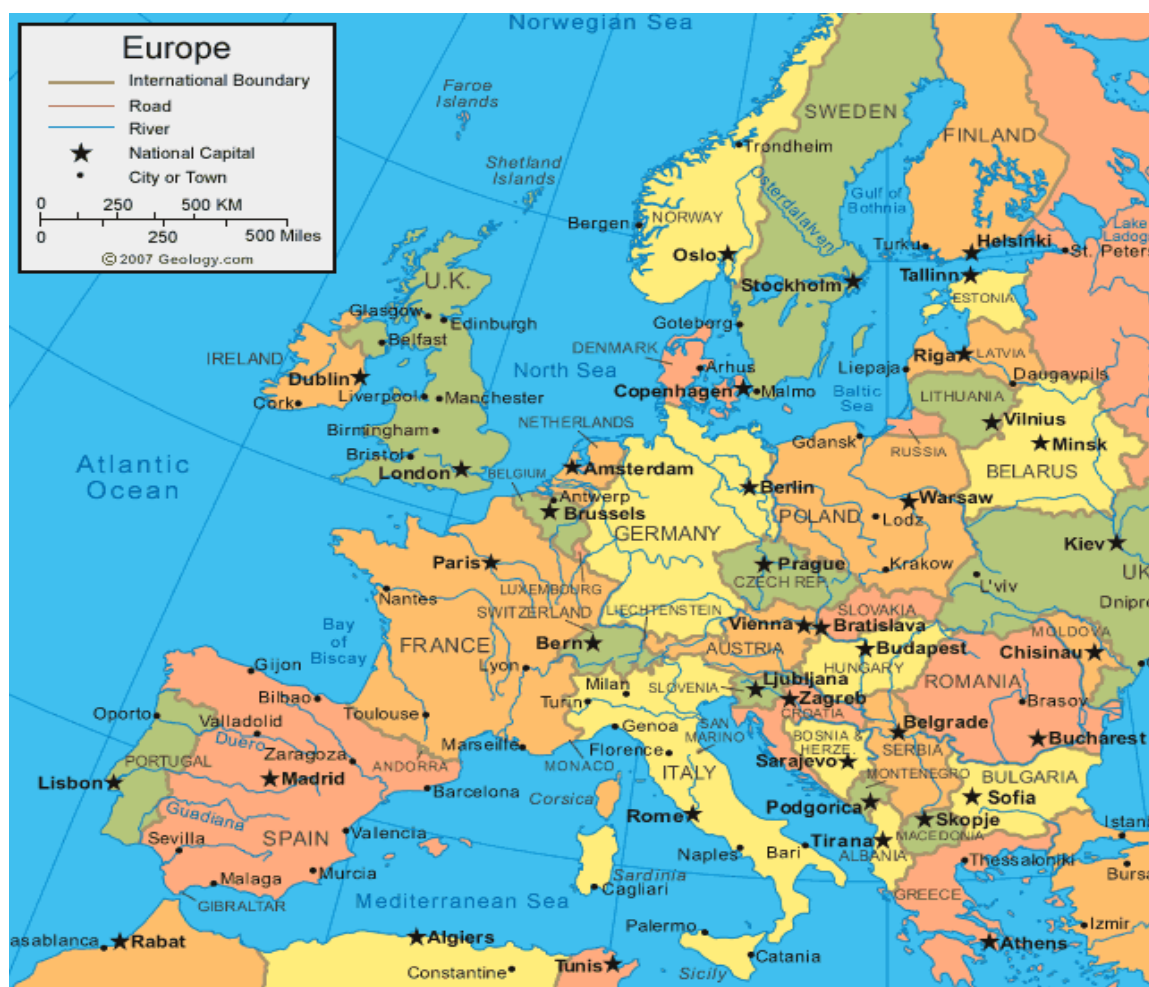 Norwegian Sea
Europe
International Boundary
Road
River
National Capital
City or Town
0 250 500 KM
0 250 500 Miles
© 2007 Geology.com
Faroe
Islands
Shetland
Islands
SWEDEN
FINLAND
Trondheim
Osterdalalven
Gulf of
Bothnia
Lake
Ladog
Bergen
NORWAY
Oslo
Turku
Helsinki
St. Peters
Stockholm
Tallinn
ESTONIA
U.K.
Glasgow
Edinburgh
Belfast
IRELAND
Dublin
Cork
Liverpool
Manchester
Birmingham
Bristol
London
North Sea
Goteborg
DENMARK
Arhus
Copenhagen
Malmo
Baltic
Sea
Riga
LATVIA
Liepaja
Daugavpils
LITHUANIA
Vilnius
RUSSIA
Minsk
BELARUS
Atlantic
Ocean
NETHERLANDS
Amsterdam
BELGIUM
Antwerp
Brussels
GERMANY
Berlin
Gdansk
Warsaw
POLAND
Lodz
Krakow
Kiev
UK
L'viv
Dnipre
Paris
Nantes
LUXEMBOURG
SWITZERLAND
LIECHTENSTEIN
Prague
CZECH REP.
SLOVAKIA
Vienna
Bratislava
AUSTRIA
Bern
FRANCE
Lyon
Bay
of
Biscay
Budapest
HUNGARY
MOLDOVA
Chisinau
ROMANIA
Brasov
Bucharest
Gijon
Bilbao
Oporto
Valladolid
Duero
Zaragoza
Toulouse
Marseille
MONACO
ANDORRA
Milan
Turin
Genoa
Florence
SAN
MARINO
SLOVENIA
Ljubljana
Zagreb
CROATIA
BOSNIA &
HERZE.
Sarajevo
Belgrade
SERBIA
MONTENEGRO
Podgorica
BULGARIA
Sofia
Skopje
MACEDONIA
Tirana
ALBANIA
PORTUGAL
Lisbon
Madrid
Guadiana
SPAIN
Sevilla
Malaga
GIBRALTAR
Murcia
Valencia
Barcelona
Corsica
ITALY
Rome
Naples
Bari
Sardinia
Cagliari
Mediterranean Sea
Palermo
Sicily
Catania
GREECE
Thessaloniki
Athens
Istan
Bursa
Izmir
asablanca
Rabat
Algiers
Constantine
Tunis